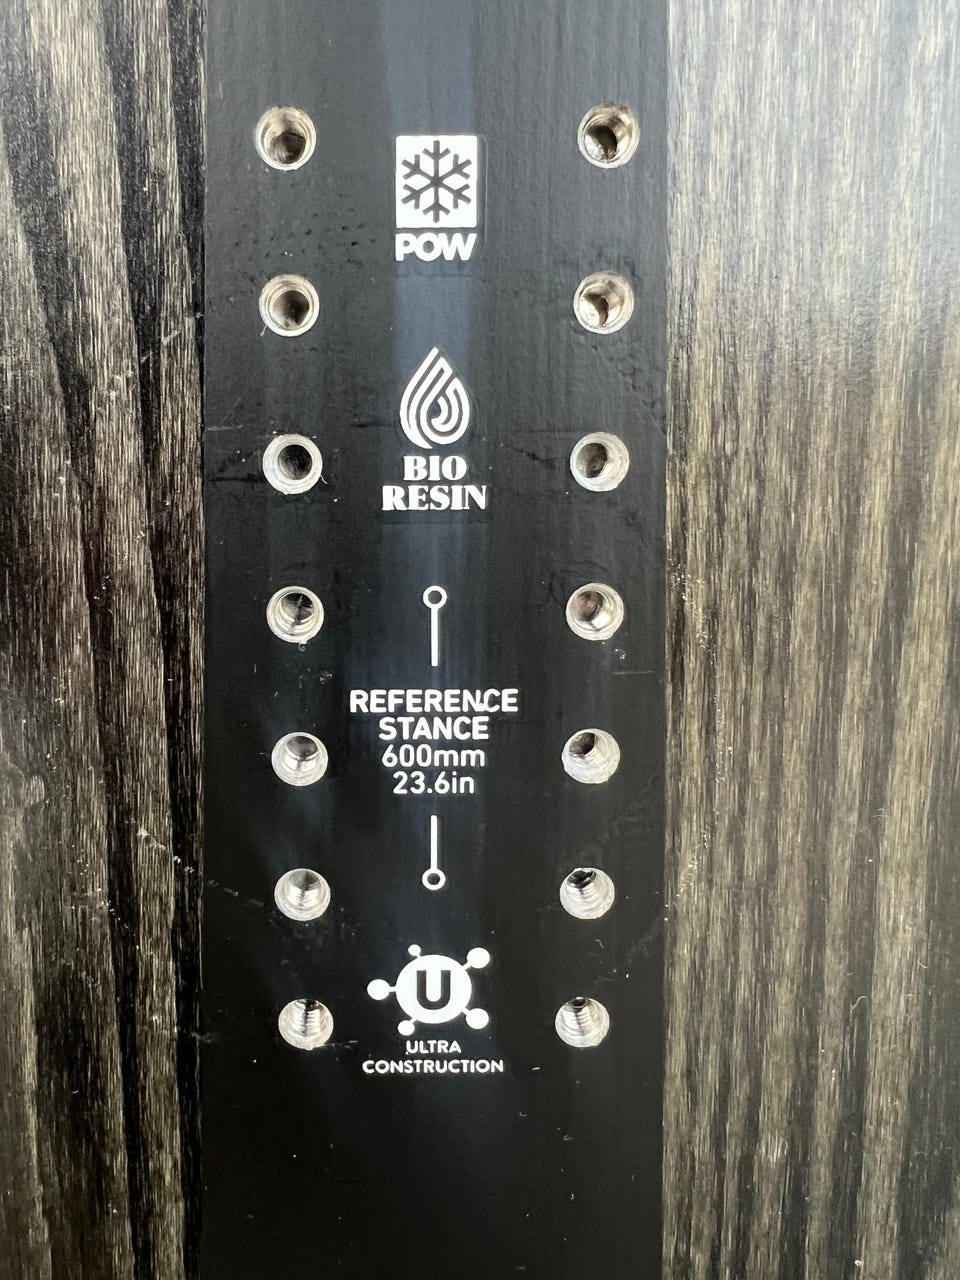 POW
BIO
RESIN
REFERENCE
STANCE
600mm
23.6in
U
ULTRA
CONSTRUCTION